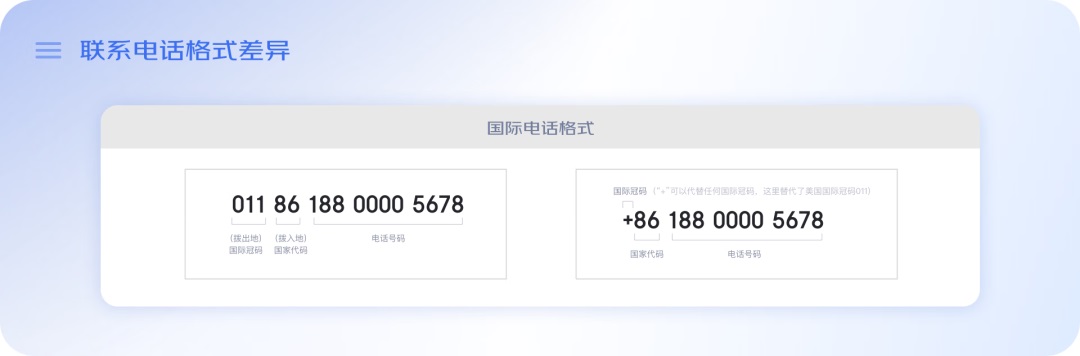 联系电话格式差异
国际电话格式
011 86 188 0000 5678
(拨出地) (拨入地) 电话号码
国际冠码 国家代码
国际冠码 (“+”可以代替任何国际冠码，这里替代了美国国际冠码011)
+86 188 0000 5678
国家代码 电话号码